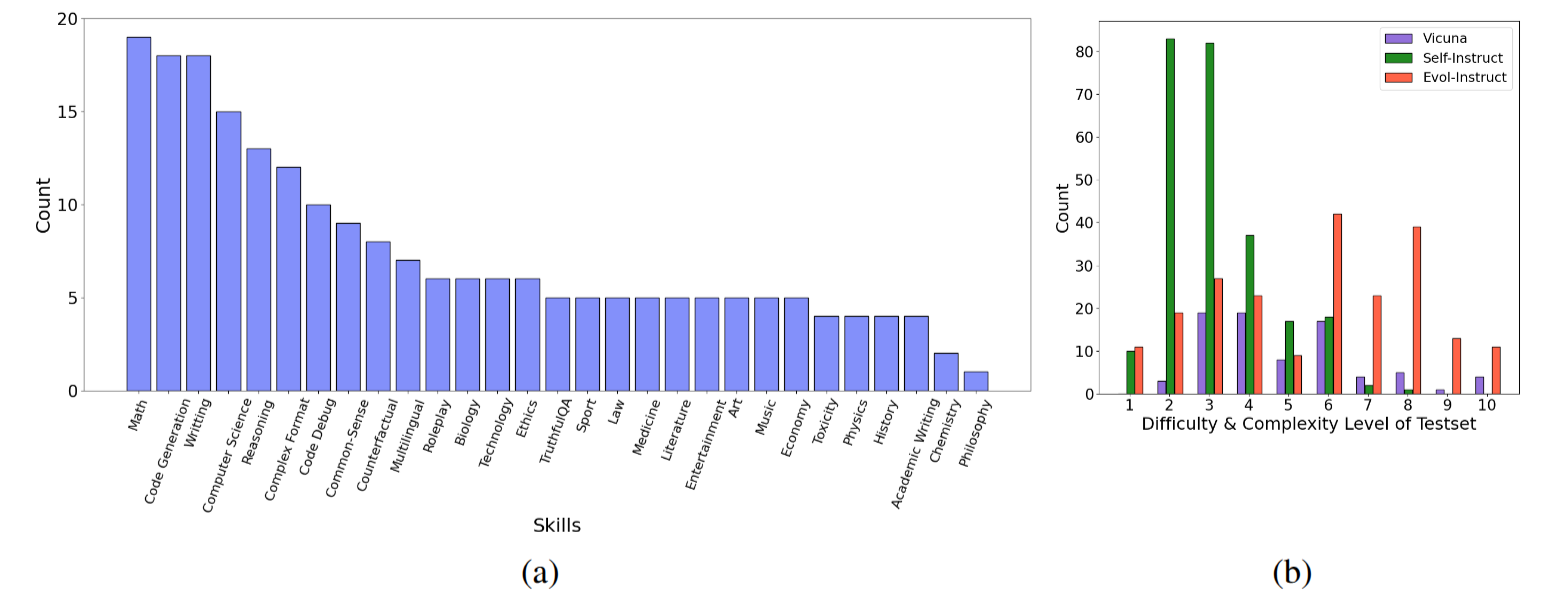 20
15
10
5
0
Count
Math
Code Generation
Writting
Computer Science
Reasoning
Complex Format
Code Debug
Common-Sense
Counterfactual
Multilingual
Roleplay
Biology
Technology
Ethics
TruthfulQA
Sport
Law
Medicine
Literature
Entertainment
Art
Music
Economy
Toxicity
Physics
History
Academic Writing
Chemistry
Philosophy
Skills
(a)
Vicuna
Self-Instruct
Evol-Instruct
80
70
60
50
40
30
20
10
0
Count
1 2 3 4 5 6 7 8 9 10
Difficulty & Complexity Level of Testset
(b)